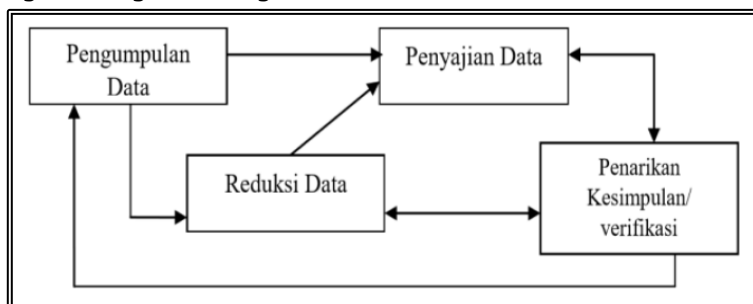 Pengumpulan
Data
Penyajian Data
Reduksi Data
Penarikan
Kesimpulan/
verifikasi